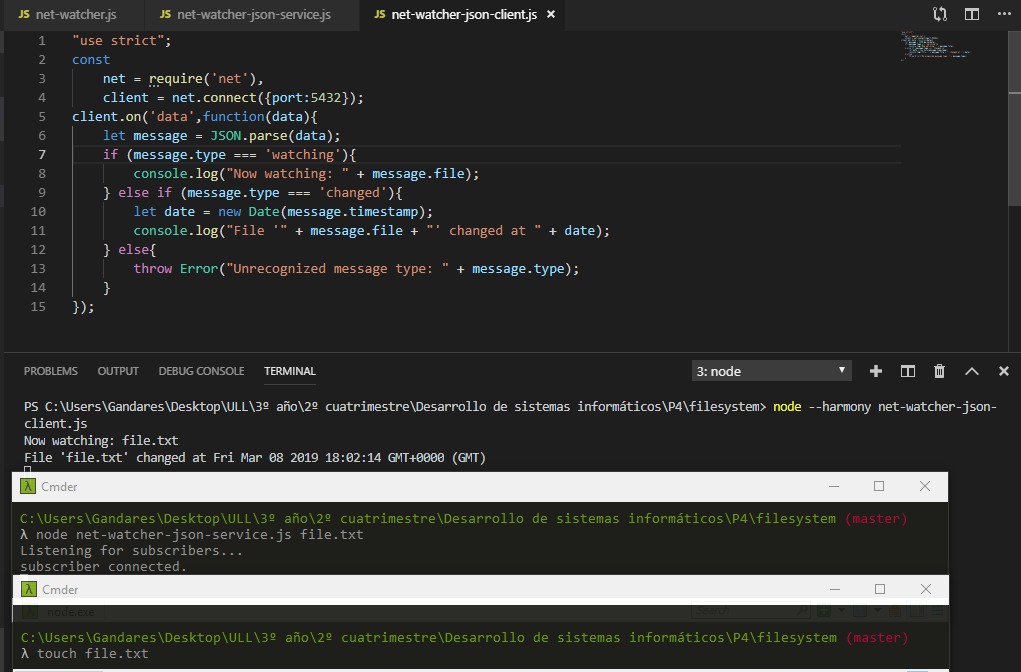 JS net-watcher.js JS net-watcher-json-service.js JS net-watcher-json-client.js ×
1 "use strict";
2 const
3 net = require('net'),
4 client = net.connect({port:5432});
5 client.on('data',function(data){
6 let message = JSON.parse(data);
7 if (message.type === 'watching'){
8 console.log("Now watching: " + message.file);
9 } else if (message.type === 'changed'){
10 let date = new Date(message.timestamp);
11 console.log("File '" + message.file + "' changed at " + date);
12 } else{
13 throw Error("Unrecognized message type: " + message.type);
14 }
15 });
PROBLEMS OUTPUT DEBUG CONSOLE TERMINAL 3: node
PS C:\Users\Gandares\Desktop\ULL\3º año\2º cuatrimestre\Desarrollo de sistemas informáticos\P4\filesystem> node --harmony net-watcher-json-
client.js
Now watching: file.txt
File 'file.txt' changed at Fri Mar 08 2019 18:02:14 GMT+0000 (GMT)
λ Cmder
C:\Users\Gandares\Desktop\ULL\3º año\2º cuatrimestre\Desarrollo de sistemas informáticos\P4\filesystem (master)
λ node net-watcher-json-service.js file.txt
Listening for subscribers...
subscriber connected.
λ Cmder
node.exe
C:\Users\Gandares\Desktop\ULL\3º año\2º cuatrimestre\Desarrollo de sistemas informáticos\P4\filesystem (master)
λ touch file.txt